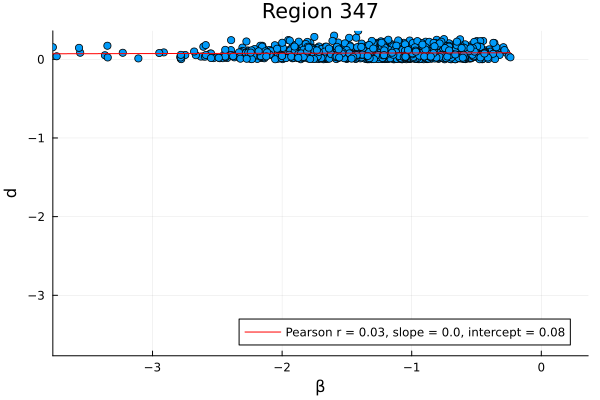 Region 347
d
0
−1
−2
−3
Pearson r = 0.03, slope = 0.0, intercept = 0.08
−3
−2
−1
0
β